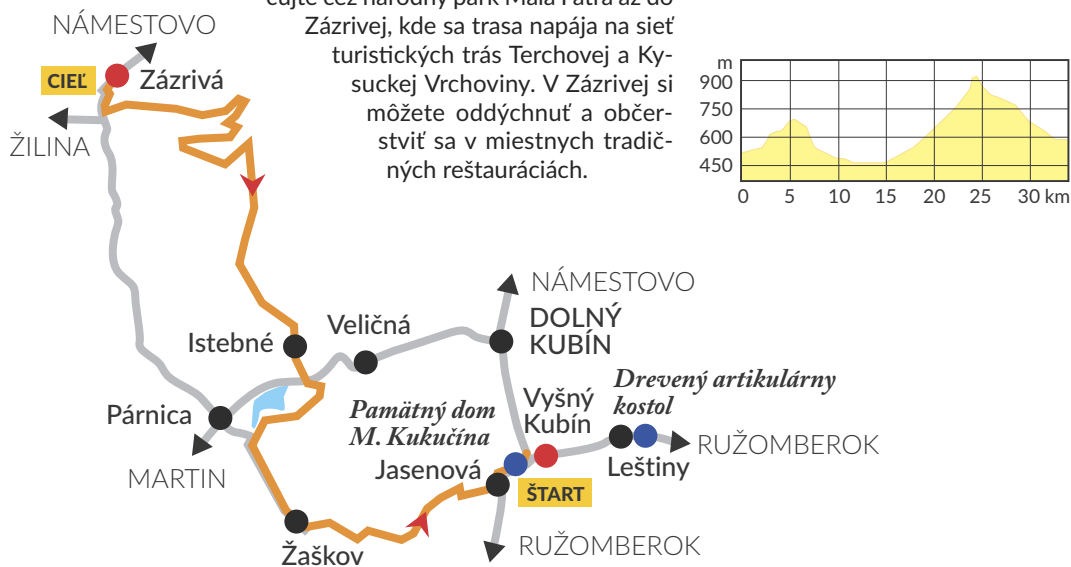 cujte cez národný park Malá Fatra až do
Zázrivej, kde sa trasa napája na sieť
turistických trás Terchovej a Ky-
suckej Vrchoviny. V Zázrivej si
môžete oddýchnuť a občer-
stviť sa v miestnych tradič-
ných reštauráciách.
NÁMESTOVO
CIEĽ
Zázrivá
ŽILINA
m
900
750
600
450
0 5 10 15 20 25 30 km
NÁMESTOVO
DOLNÝ
KUBÍN
Veličná
Istebné
Párnica
MARTIN
Pamätný dom
M. Kukučína
Jasenová
Vyšný
Kubín
Drevený artikulárny
kostol
Leštiny
RUŽOMBEROK
ŠTART
RUŽOMBEROK
Žaškov